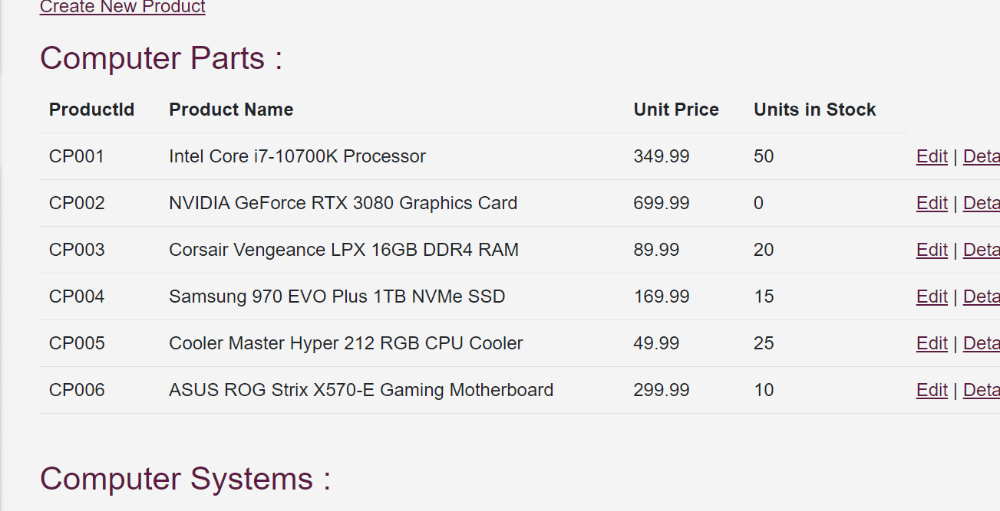 Create New Product
Computer Parts :
ProductId Product Name Unit Price Units in Stock
CP001 Intel Core i7-10700K Processor 349.99 50 Edit | Deta
CP002 NVIDIA GeForce RTX 3080 Graphics Card 699.99 0 Edit | Deta
CP003 Corsair Vengeance LPX 16GB DDR4 RAM 89.99 20 Edit | Deta
CP004 Samsung 970 EVO Plus 1TB NVMe SSD 169.99 15 Edit | Deta
CP005 Cooler Master Hyper 212 RGB CPU Cooler 49.99 25 Edit | Deta
CP006 ASUS ROG Strix X570-E Gaming Motherboard 299.99 10 Edit | Deta
Computer Systems :